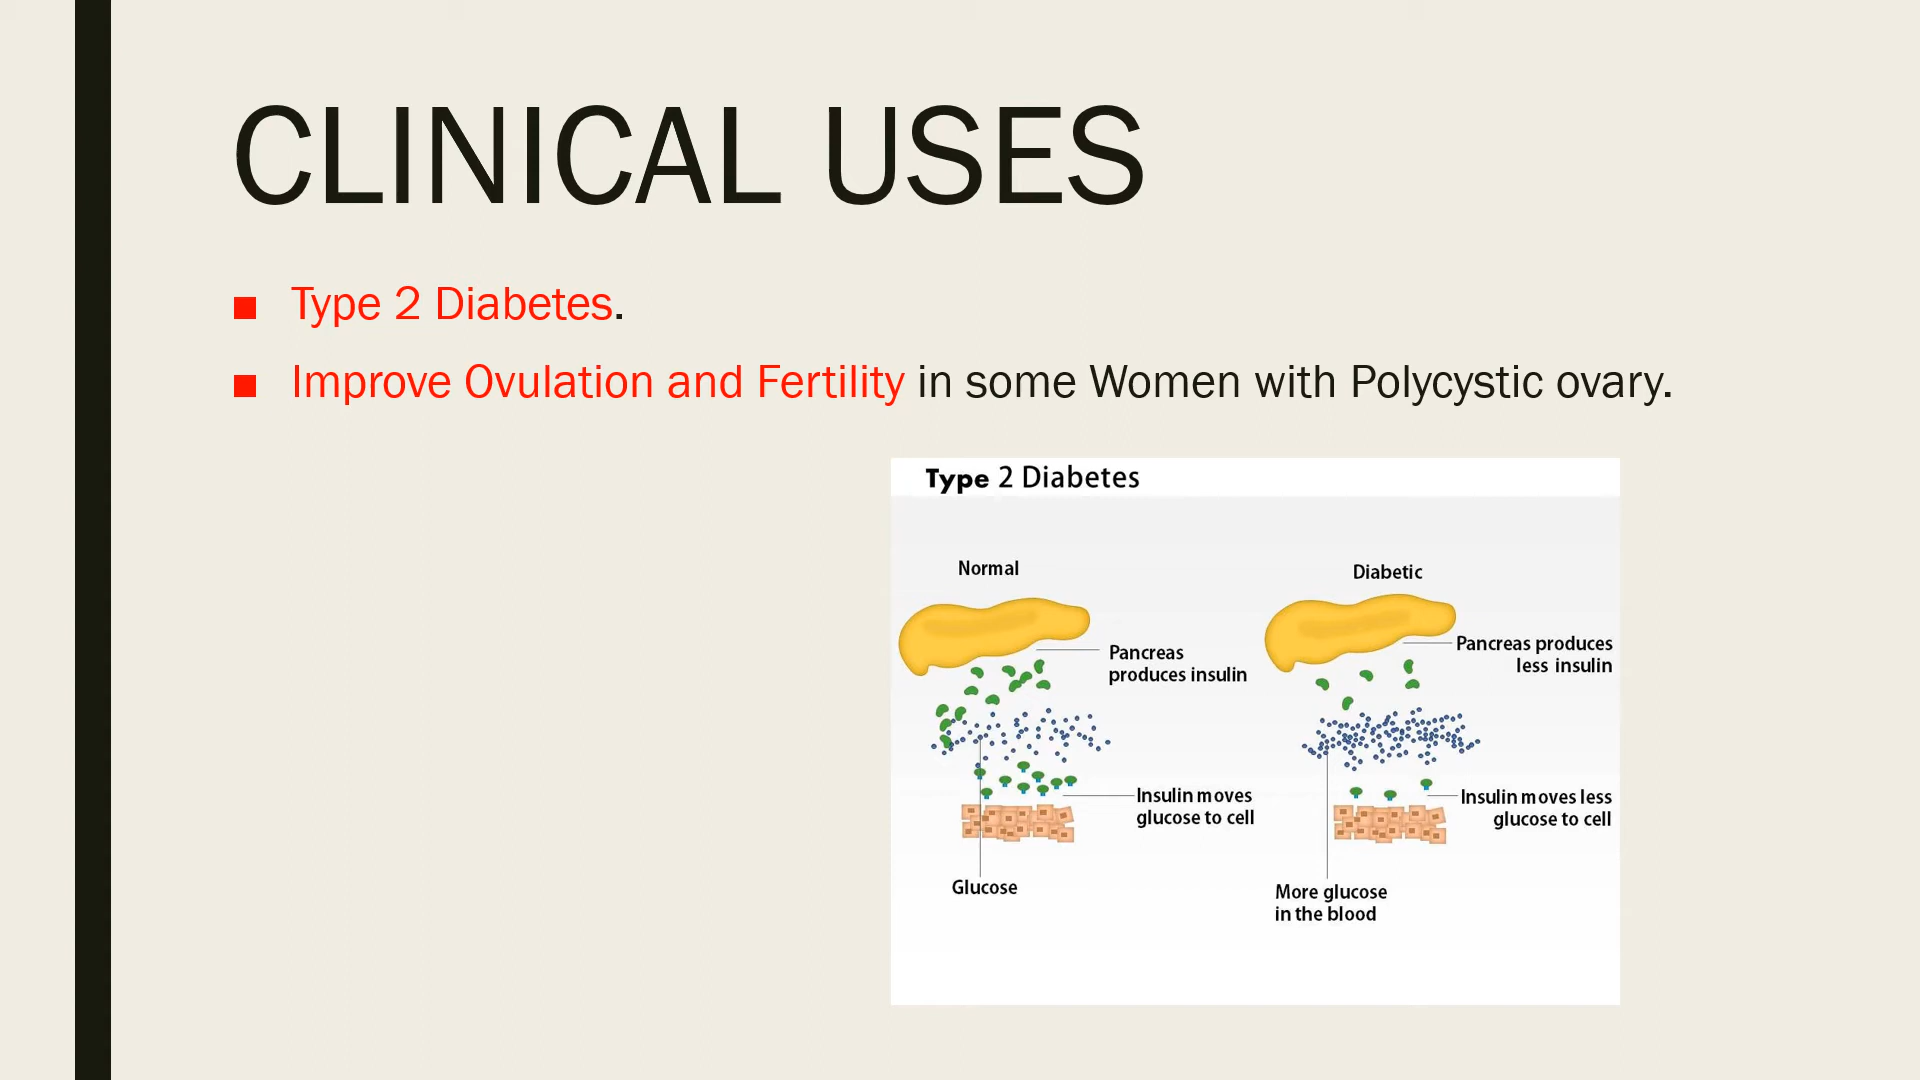 CLINICAL USES
■ Type 2 Diabetes.
■ Improve Ovulation and Fertility in some Women with Polycystic ovary.
Type 2 Diabetes
Normal
Pancreas
produces insulin
Insulin moves
glucose to cell
Glucose
Diabetic
Pancreas produces
less insulin
Insulin moves less
glucose to cell
More glucose
in the blood